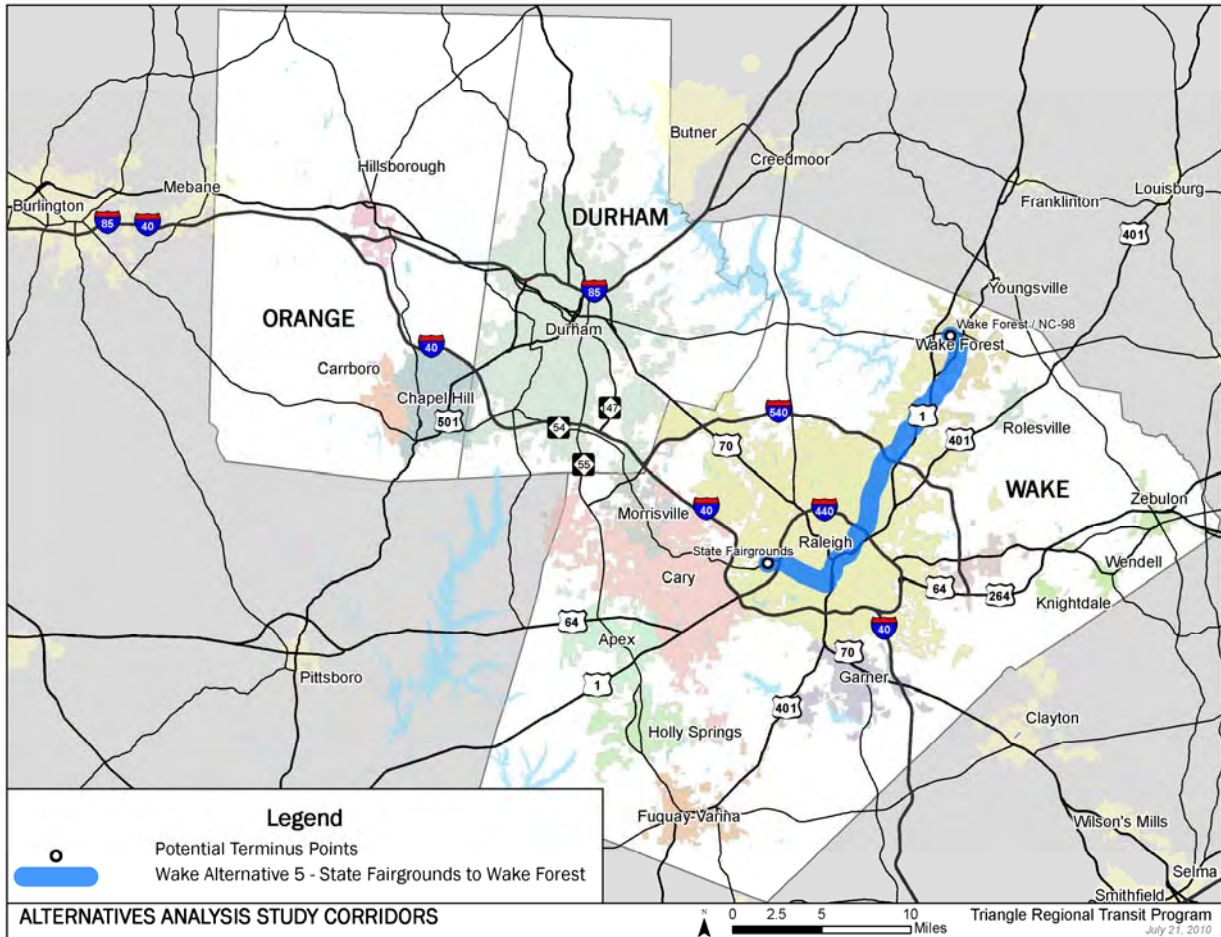 Butner
Creedmoor
Hillsborough
Mebane
Burlington
85
40
DURHAM
Franklinton
Louisburg
401
85
Youngsville
ORANGE
Durham
Wake Forest / NC-98
Wake Forest
40
Carrboro
Chapel Hill
501
147
54
540
1
401
Rolesville
70
55
WAKE
Morrisville
40
440
Zebulon
Raleigh
State Fairgrounds
Cary
Wendell
64
264
Knightdale
64
Apex
40
70
Pittsboro
1
Garner
401
Clayton
Holly Springs
Fuquay-Varina
Wilson's Mills
Selma
Smithfield
Legend
Potential Terminus Points
Wake Alternative 5 - State Fairgrounds to Wake Forest
ALTERNATIVES ANALYSIS STUDY CORRIDORS
N
0 2.5 5 10
Miles
Triangle Regional Transit Program
July 21, 2010